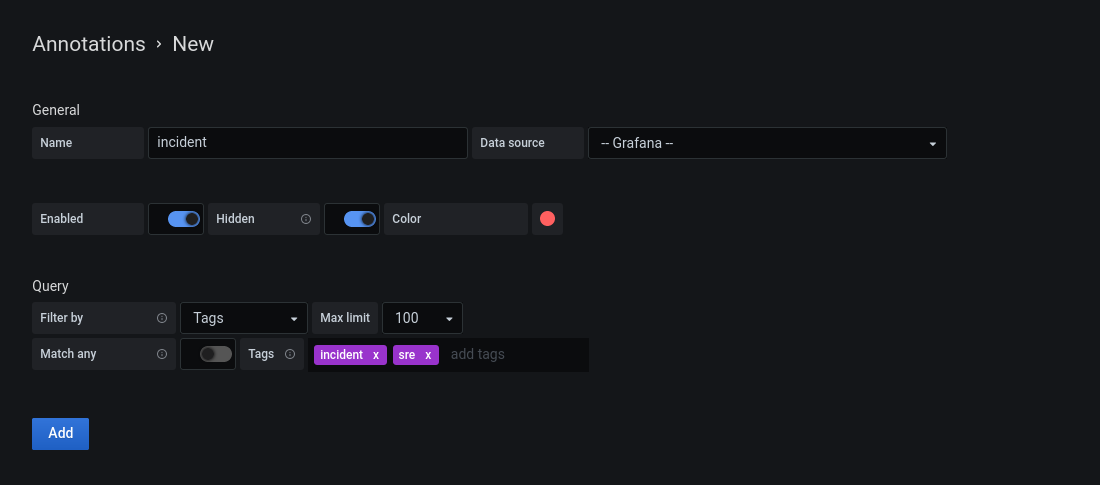 Annotations › New
General
Name incident Data source -- Grafana --
Enabled Hidden Color
Query
Filter by Tags Max limit 100
Match any Tags incident x sre x add tags
Add